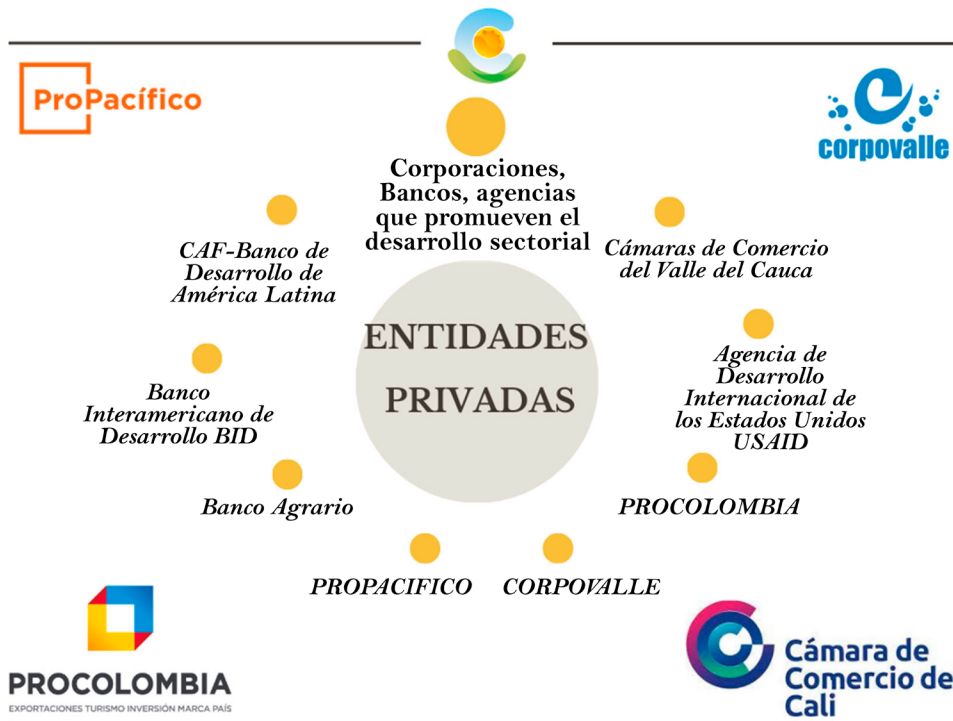 ProPacífico
corpovalle
Corporaciones,
Bancos, agencias
que promueven el
desarrollo sectorial
CAF-Banco de
Desarrollo de
América Latina
Cámaras de Comercio
del Valle del Cauca
ENTIDADES
PRIVADAS
Banco
Interamericano de
Desarrollo BID
Agencia de
Desarrollo
Internacional de
los Estados Unidos
USAID
Banco Agrario
PROCOLOMBIA
PROPACIFICO
CORPOVALLE
PROCOLOMBIA
EXPORTACIONES TURISMO INVERSIÓN MARCA PAÍS
Cámara de
Comercio de
Cali